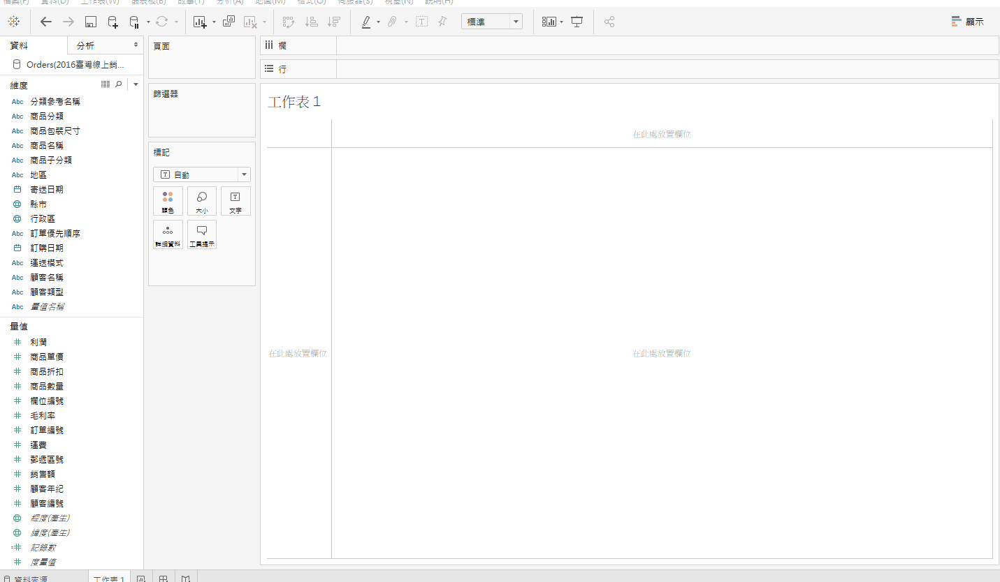 檔案(F) 資料(D) 工作表(W) 儀表板(B) 故事(T) 分析(A) 地圖(M) 格式(O) 伺服器(S) 視窗(N) 說明(H)
標準
顯示
資料 分析
Orders(2016臺灣線上銷...
維度
Abc 分類參考名稱
Abc 商品分類
Abc 商品包裝尺寸
Abc 商品名稱
Abc 商品子分類
Abc 地區
寄送日期
縣市
行政區
Abc 訂單優先順序
訂購日期
Abc 運送模式
Abc 顧客名稱
Abc 顧客類型
Abc 量值名稱
量值
利潤
商品單價
商品折扣
商品數量
欄位編號
毛利率
訂單編號
運費
郵遞區號
銷售額
顧客年紀
顧客編號
經度(產生)
緯度(產生)
記錄數
度量值
頁面
篩選器
標記
自動
顏色 大小 文字
詳細資料 工具提示
欄
行
工作表 1
在此處放置欄位
在此處放置欄位
在此處放置欄位
資料來源 工作表 1